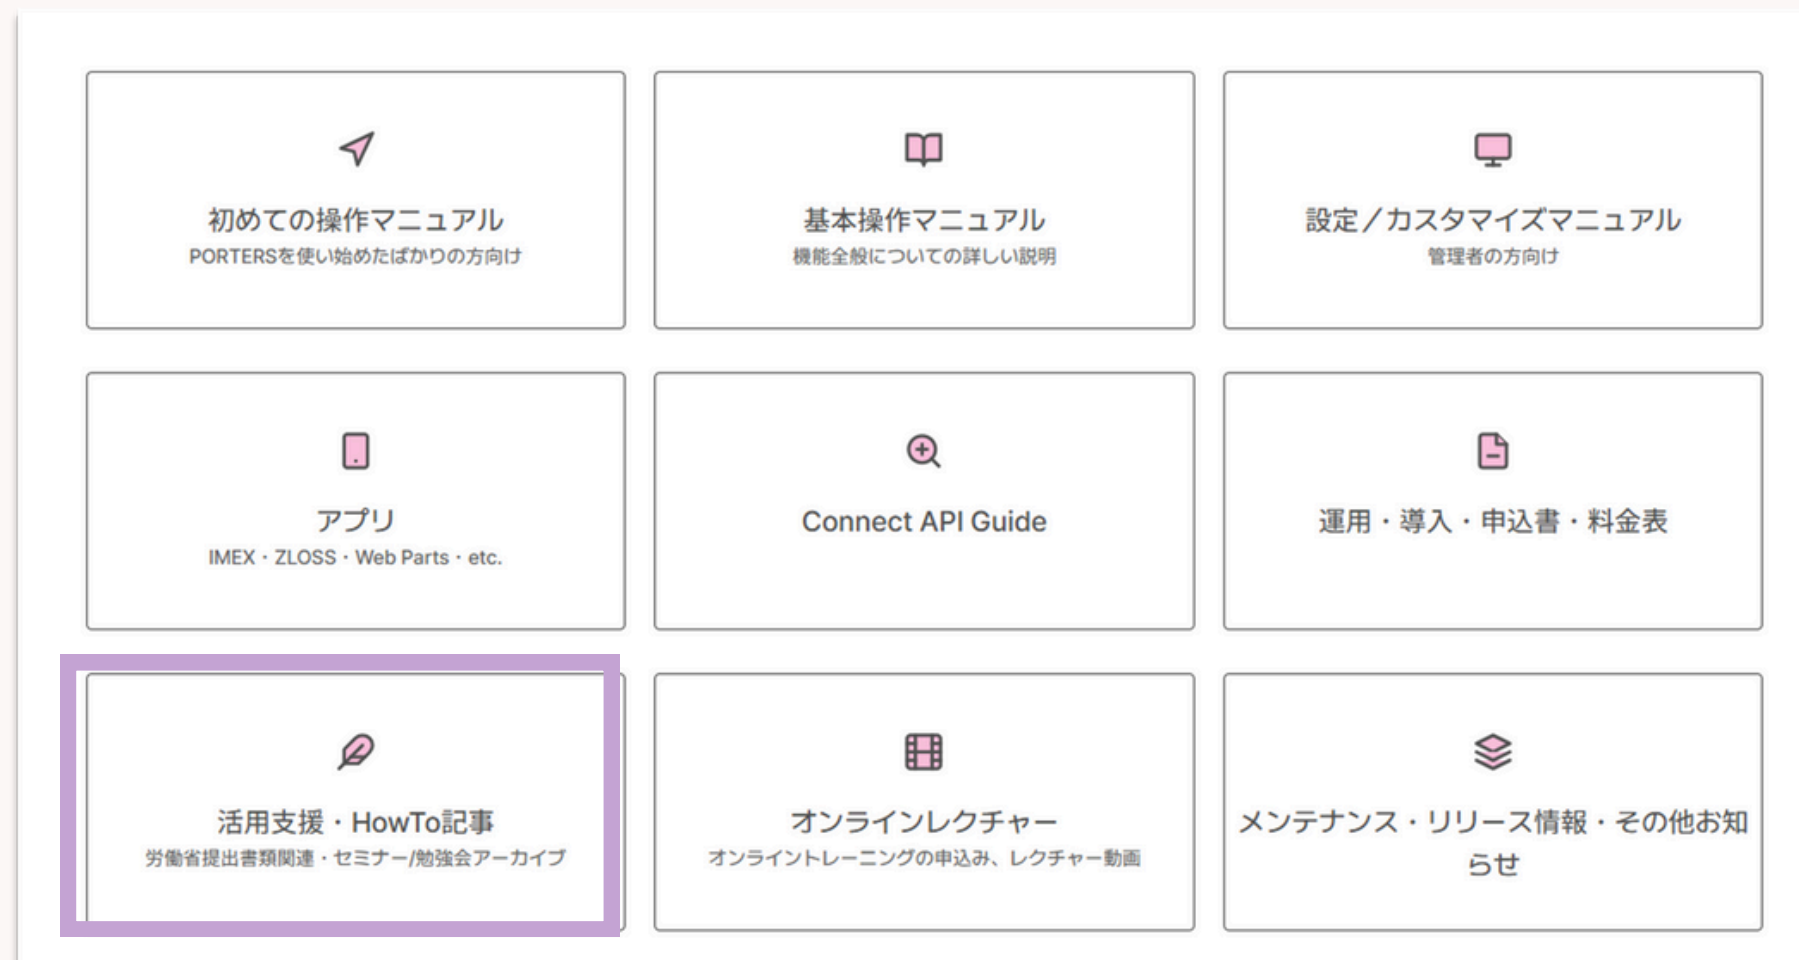 初めての操作マニュアル
PORTERSを使い始めたばかりの方向け
基本操作マニュアル
機能全般についての詳しい説明
設定／カスタマイズマニュアル
管理者の方向け
アプリ
IMEX・ZLOSS・Web Parts・etc.
Connect API Guide
運用・導入・申込書・料金表
活用支援・HowTo記事
労働省提出書類関連・セミナー/勉強会アーカイブ
オンラインレクチャー
オンライントレーニングの申込み、レクチャー動画
メンテナンス・リリース情報・その他お知
らせ